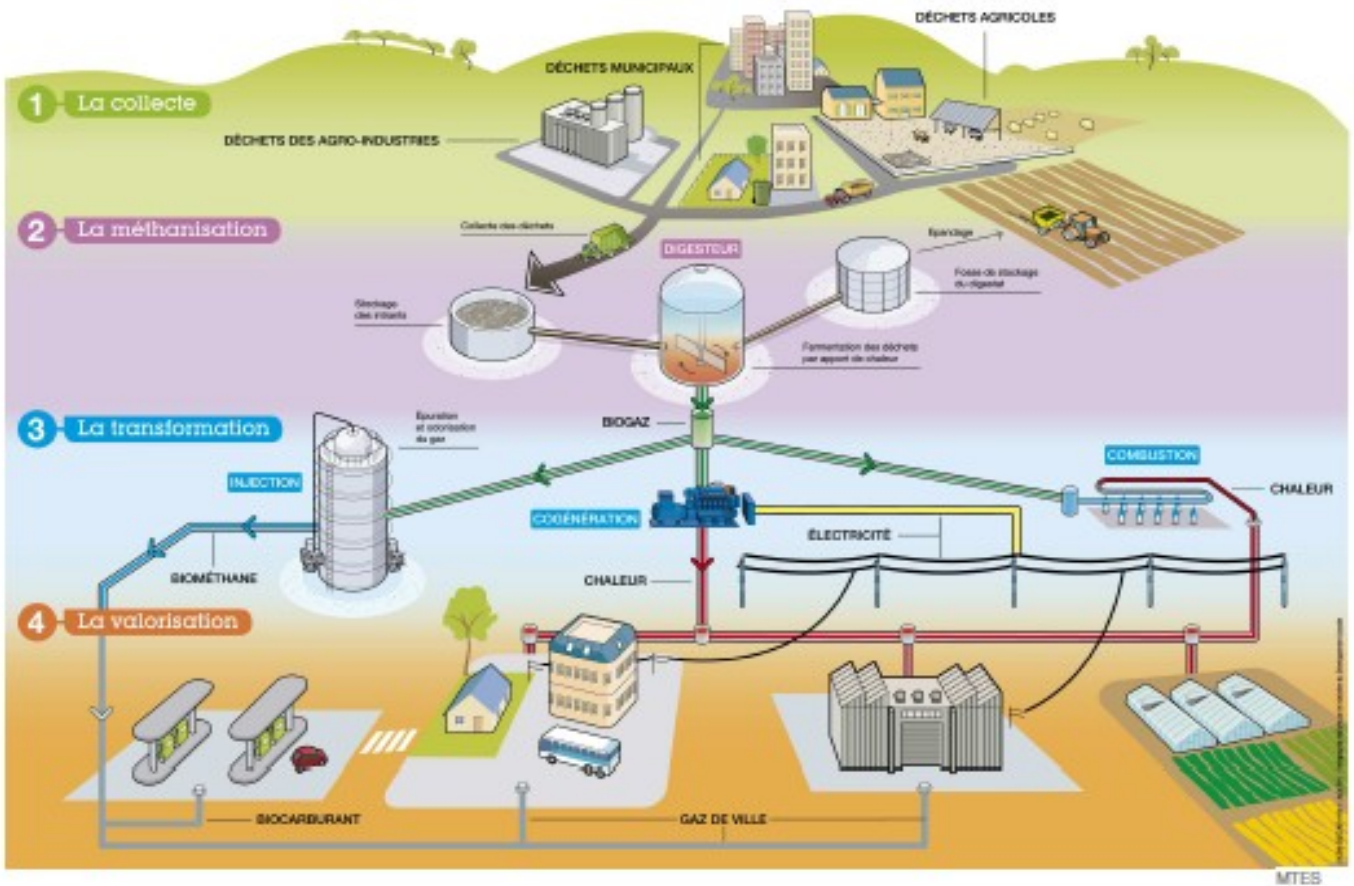 DÉCHETS AGRICOLES
DÉCHETS MUNICIPAUX
1 La collecte
DÉCHETS DES AGRO-INDUSTRIES
2 La méthanisation
Collecte des déchets
DIGESTEUR
Epandage
Fosse de stockage
du digestat
Stockage
des intrants
Fermentation des déchets
par apport de chaleur
3 La transformation
Epuration
et odorisation
du gaz
BIOGAZ
COMBUSTION
INJECTION
CHALEUR
COGÉNÉRATION
ÉLECTRICITÉ
BIOMÉTHANE
CHALEUR
4 La valorisation
BIOCARBURANT
GAZ DE VILLE
MTES